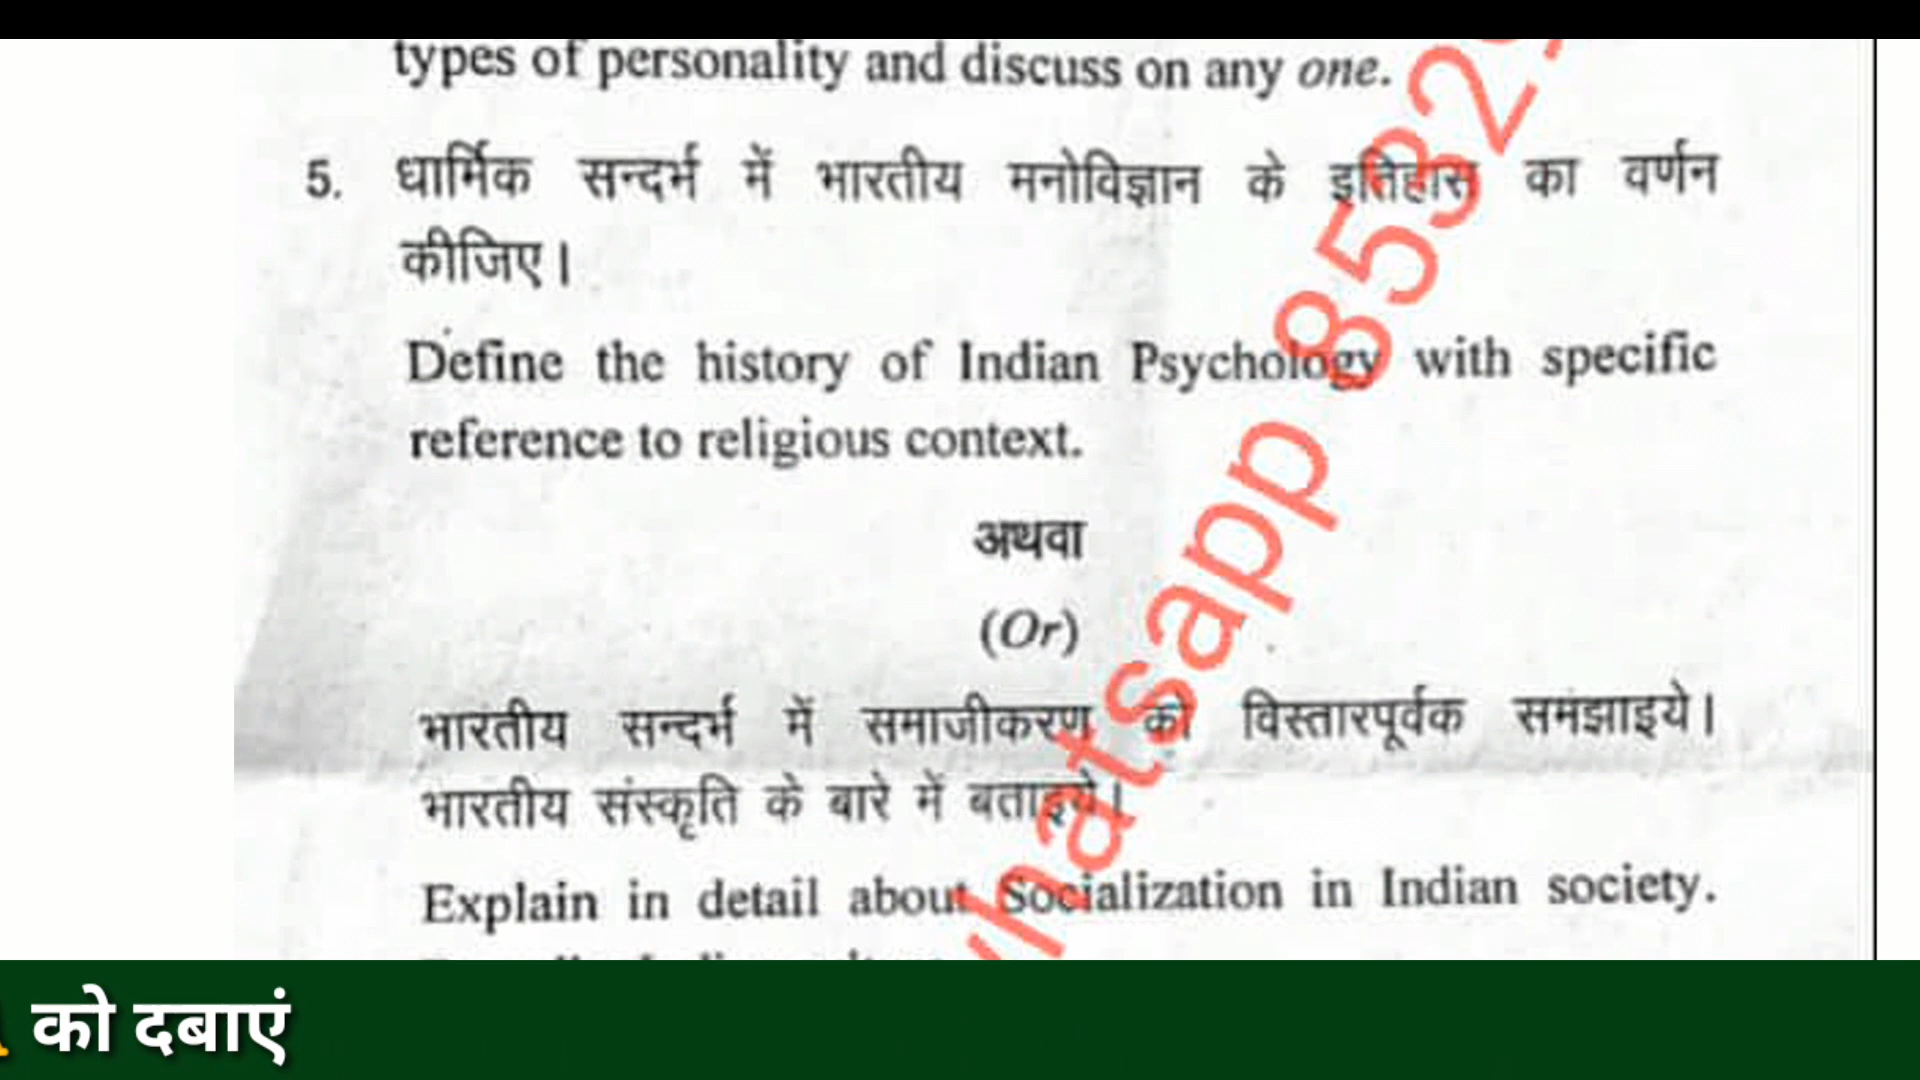 types of personality and discuss on any one.
5. धार्मिक सन्दर्भ में भारतीय मनोविज्ञान के इतिहास का वर्णन
कीजिए।
Define the history of Indian Psychology with specific
reference to religious context.
अथवा
(Or)
भारतीय सन्दर्भ में समाजीकरण को विस्तारपूर्वक समझाइये।
भारतीय संस्कृति के बारे में बताइये।
Explain in detail about Socialization in Indian society.
hatsapp 8532
को दबाएं